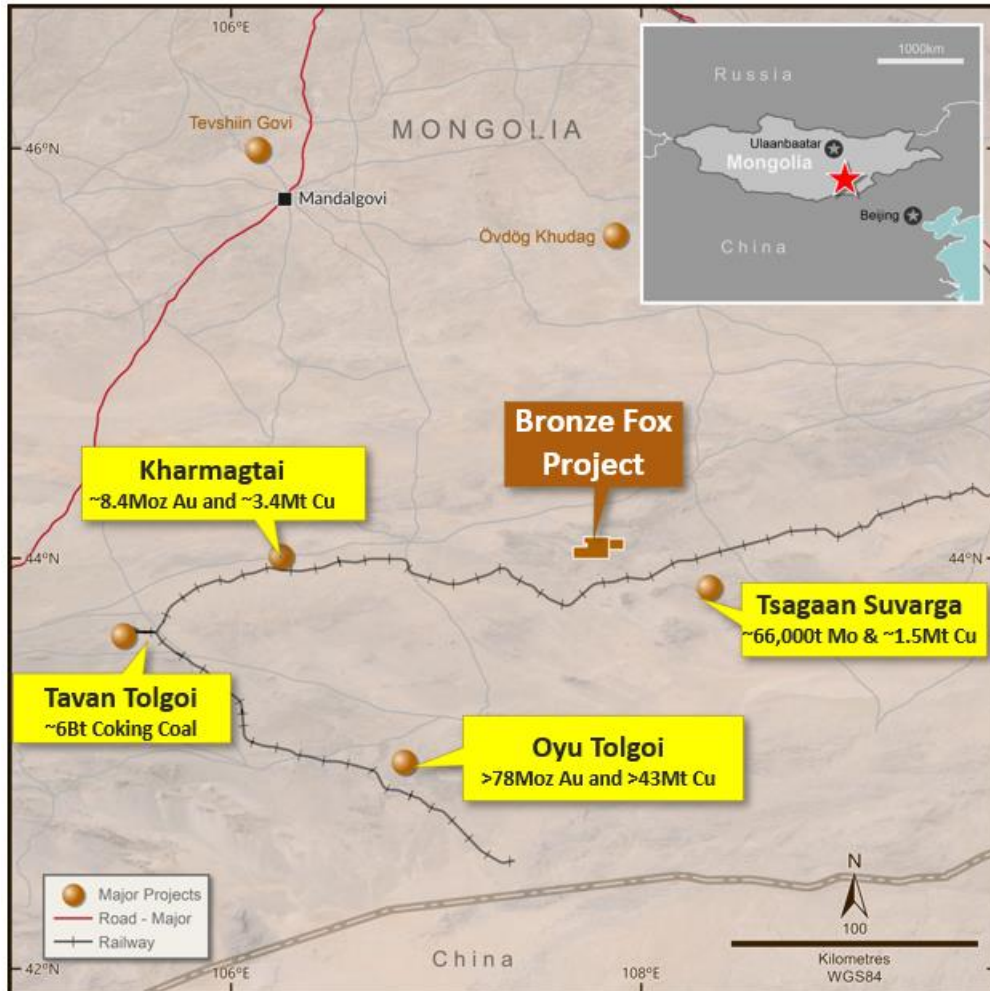 106°E
1000km
Russia
Ulaanbaatar
Mongolia
Beijing
China
Tevshiin Govi
MONGOLIA
46°N
Mandalgovi
Övdög Khudag
Bronze Fox
Project
Kharmagtai
~8.4Moz Au and ~3.4Mt Cu
44°N
44°N
Tsagaan Suvarga
~66,000t Mo & ~1.5Mt Cu
Tavan Tolgoi
~6Bt Coking Coal
Oyu Tolgoi
>78Moz Au and >43Mt Cu
Major Projects
Road - Major
Railway
N
100
Kilometres
WGS84
China
42°N
106°E
108°E